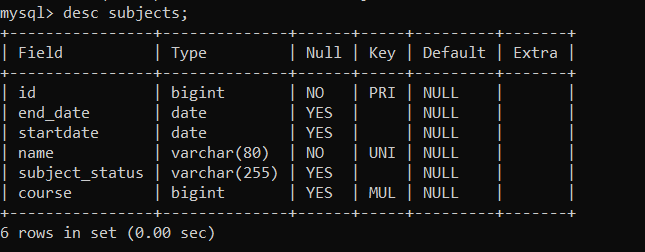 mysql> desc subjects;
+----------------+--------------+------+-----+---------+-------+
| Field          | Type         | Null | Key | Default | Extra |
+----------------+--------------+------+-----+---------+-------+
| id             | bigint       | NO   | PRI | NULL    |       |
| end_date       | date         | YES  |     | NULL    |       |
| startdate      | date         | YES  |     | NULL    |       |
| name           | varchar(80)  | NO   | UNI | NULL    |       |
| subject_status | varchar(255) | YES  |     | NULL    |       |
| course         | bigint       | YES  | MUL | NULL    |       |
+----------------+--------------+------+-----+---------+-------+
6 rows in set (0.00 sec)